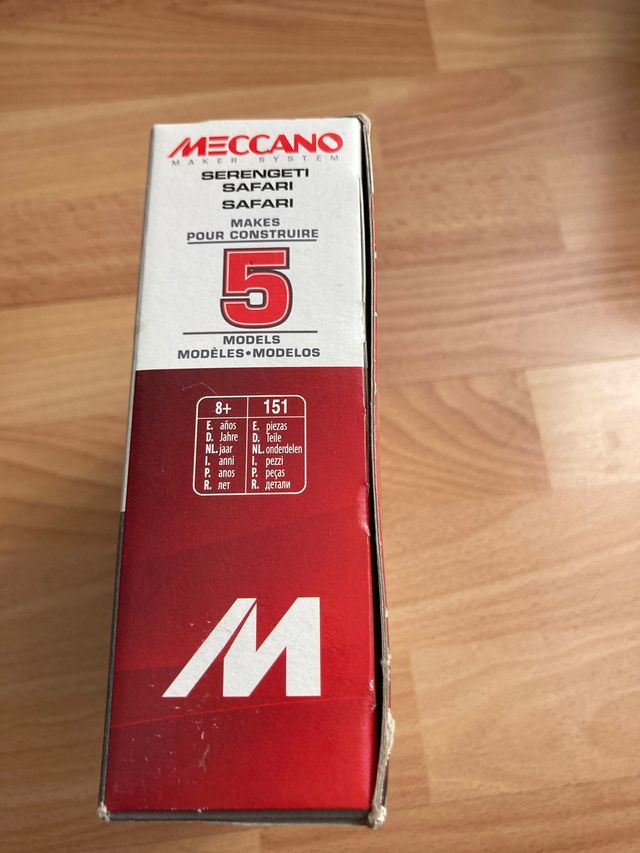 MECCANO
MAKER SYSTEM
SERENGETI
SAFARI
SAFARI
MAKES
POUR CONSTRUIRE
5
MODELS
MODÈLES•MODELOS
8+ 151
E. años E. piezas
D. Jahre D. Teile
NL. jaar NL. onderdelen
I. anni I. pezzi
P. anos P. peças
R. лет R. детали
M